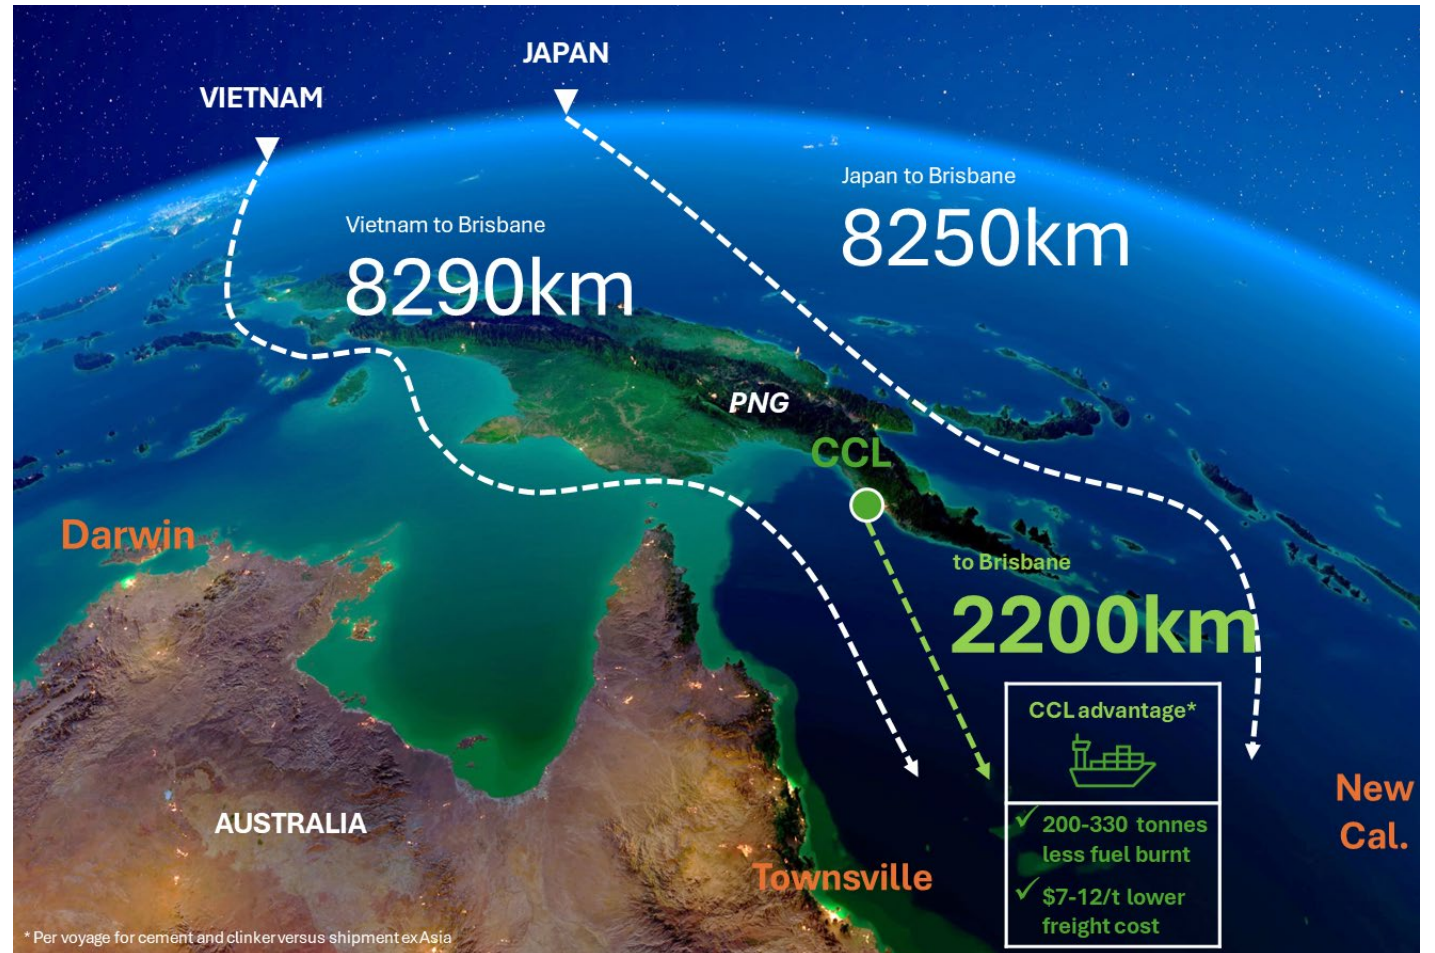 JAPAN
VIETNAM
Japan to Brisbane
8250km
Vietnam to Brisbane
8290km
PNG
CCL
Darwin
to Brisbane
2200km
CCL advantage*
New
Cal.
AUSTRALIA
200-330 tonnes
less fuel burnt
Townsville
$7-12/t lower
freight cost
* Per voyage for cement and clinker versus shipment ex Asia